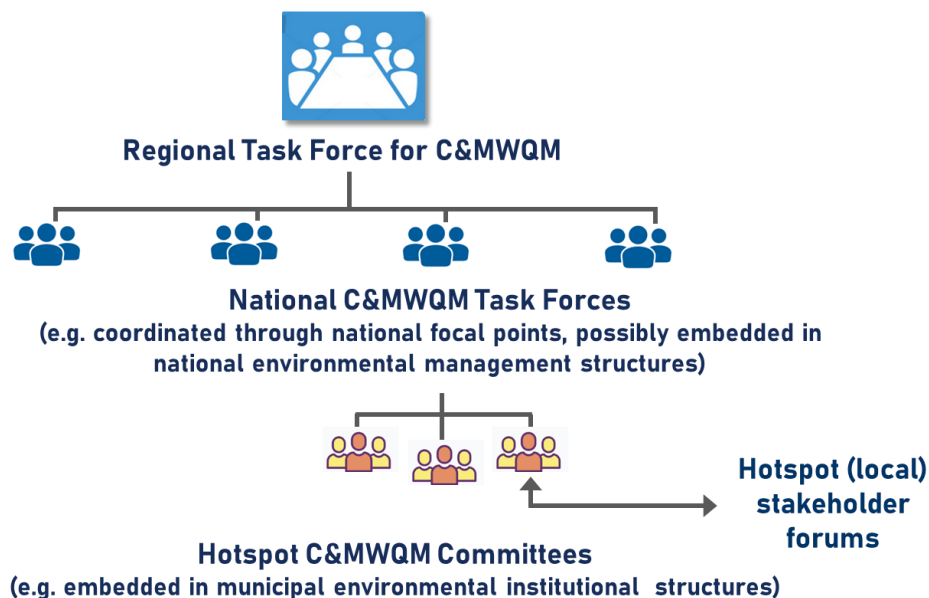 Regional Task Force for C&MWQM
National C&MWQM Task Forces
(e.g. coordinated through national focal points, possibly embedded in
national environmental management structures)
Hotspot (local)
stakeholder
forums
Hotspot C&MWQM Committees
(e.g. embedded in municipal environmental institutional structures)